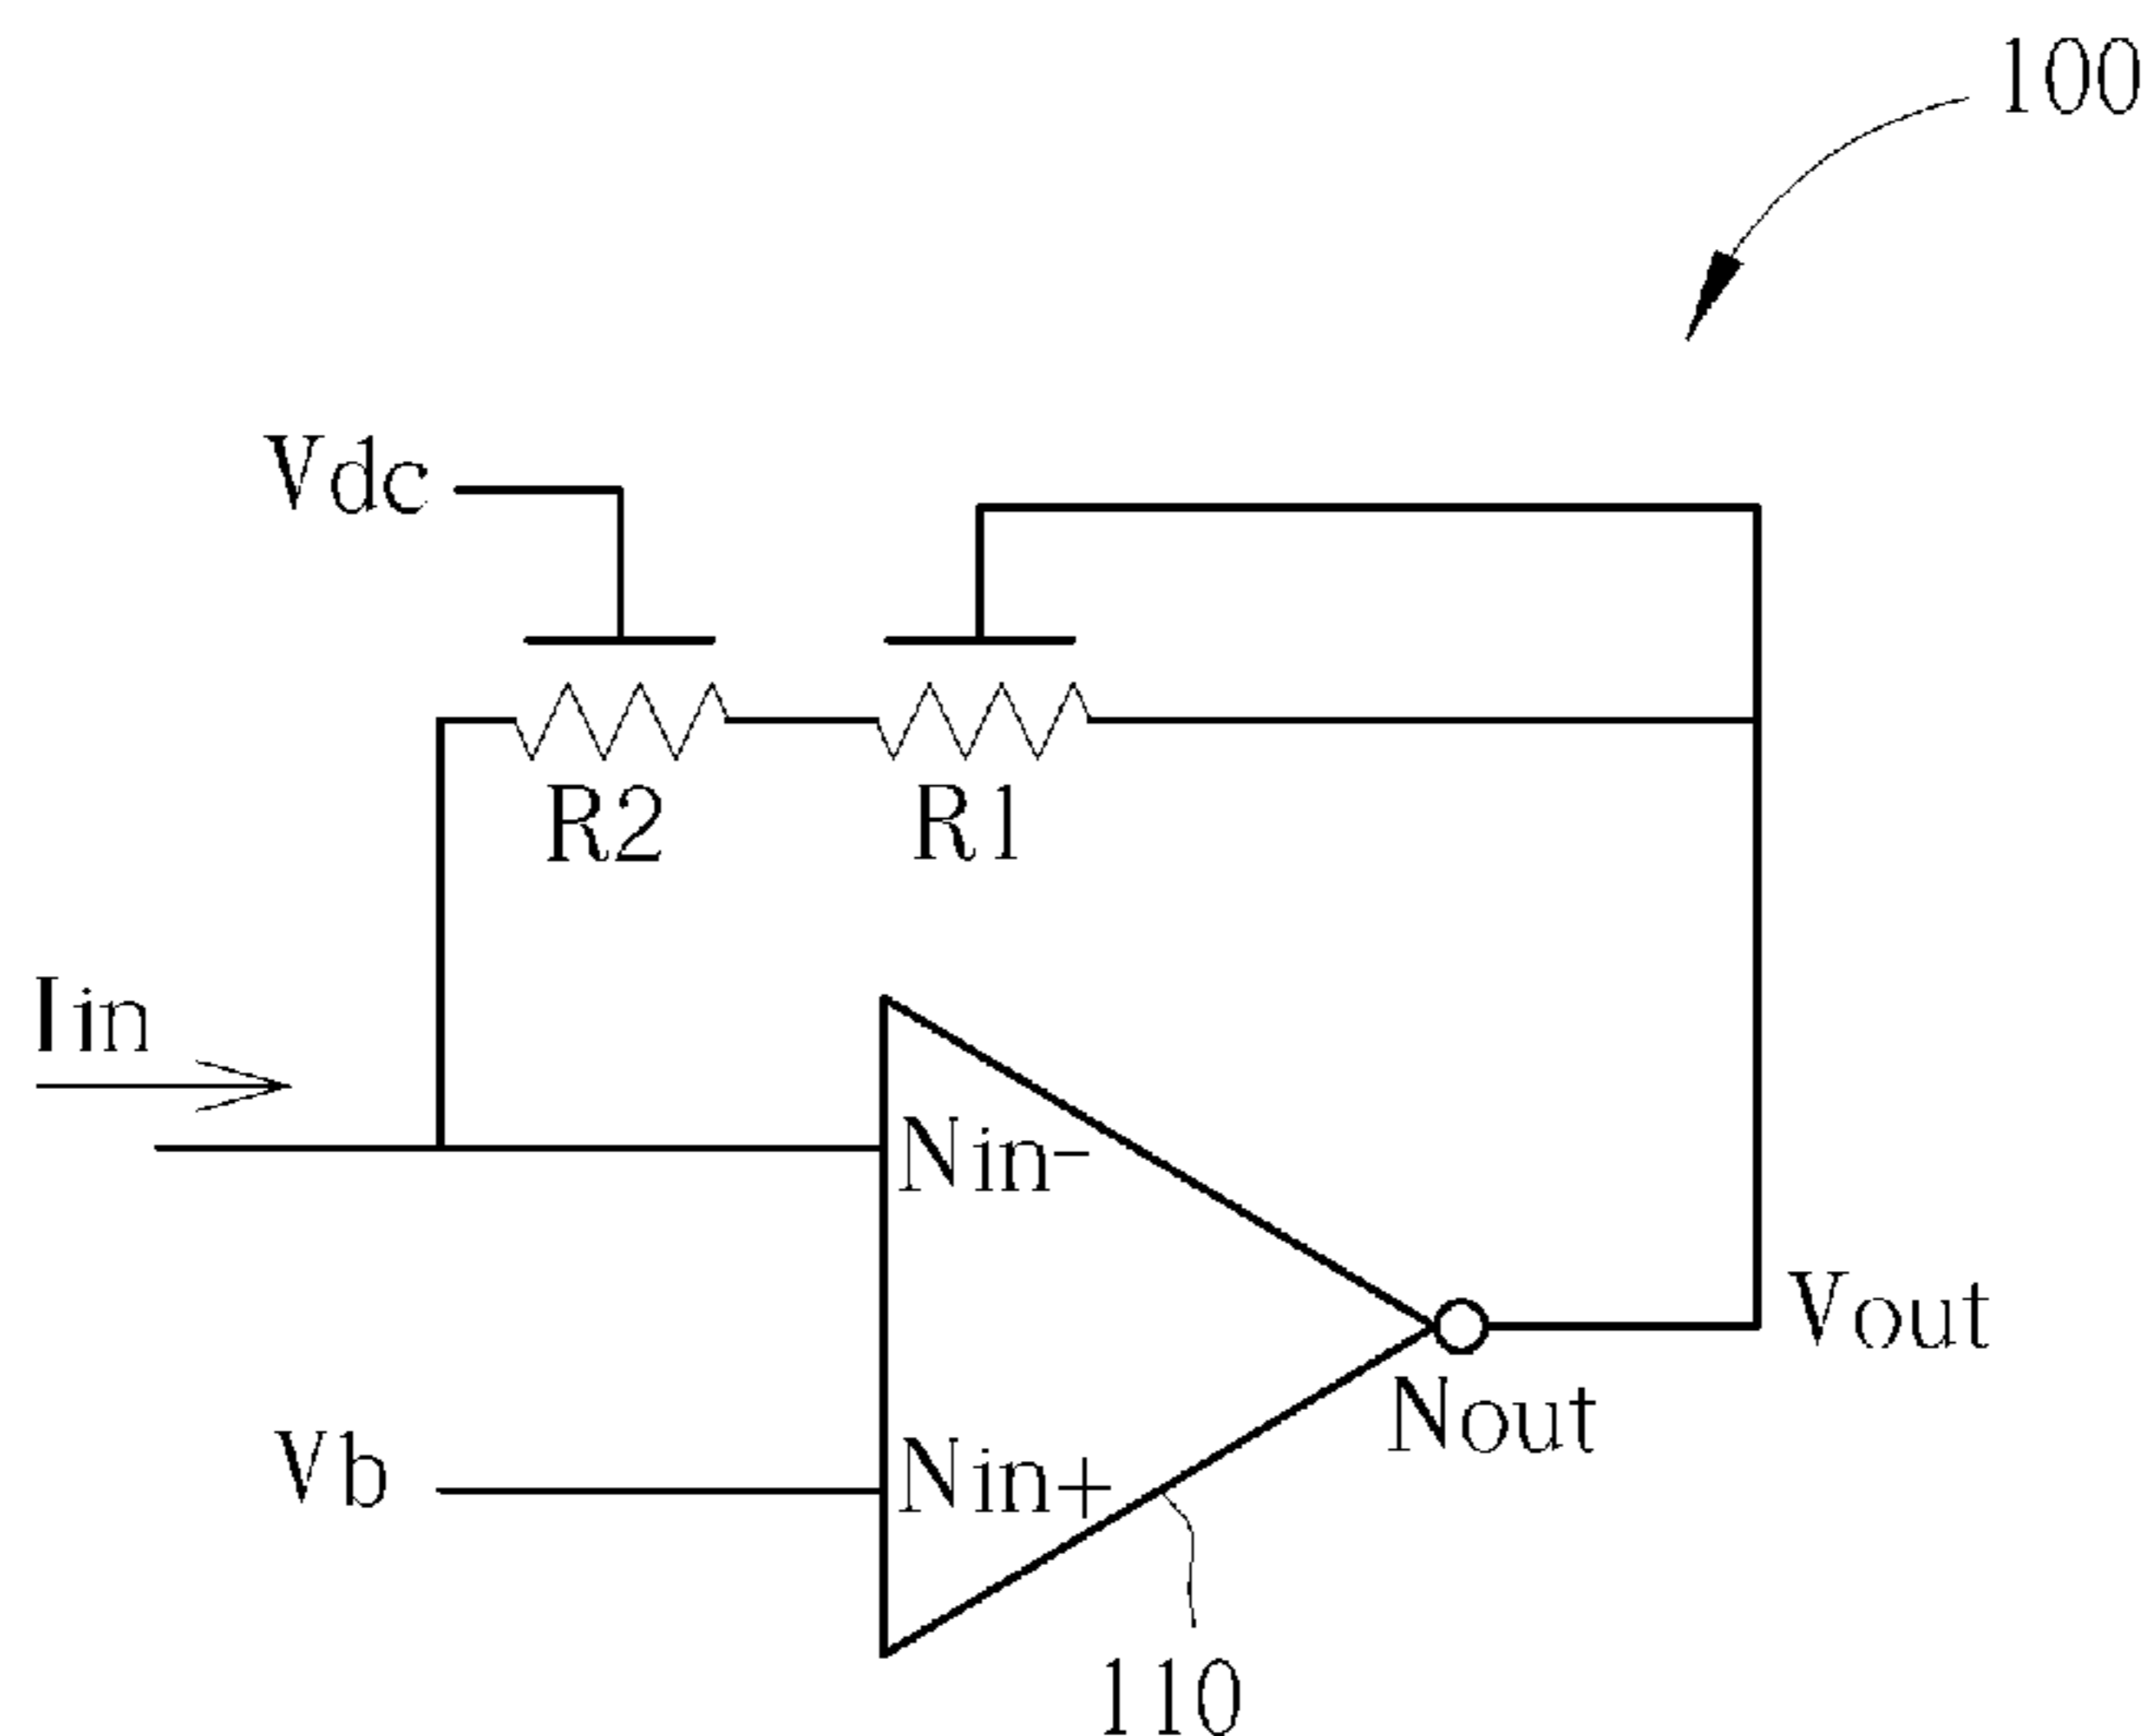 100
Vdc
R2
R1
Iin
Nin-
Vout
Nout
Vb
Nin+
110